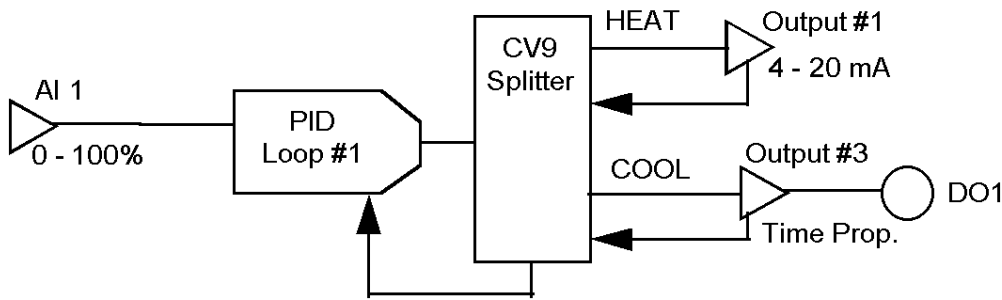 AI 1
0 - 100%
PID
Loop #1
CV9
Splitter
HEAT
Output #1
4 - 20 mA
COOL
Output #3
DO1
Time Prop.